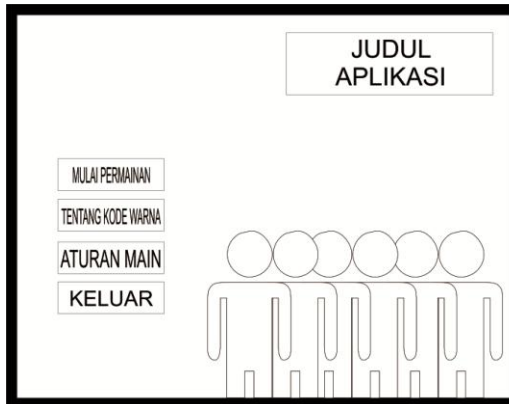 JUDUL
APLIKASI
MULAI PERMAINAN
TENTANG KODE WARNA
ATURAN MAIN
KELUAR